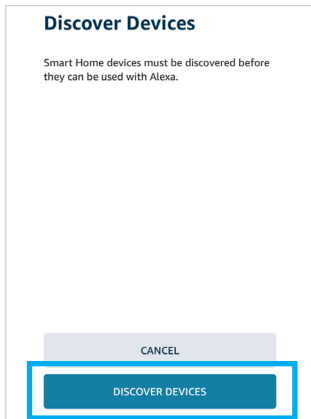 Discover Devices
Smart Home devices must be discovered before
they can be used with Alexa.
CANCEL
DISCOVER DEVICES